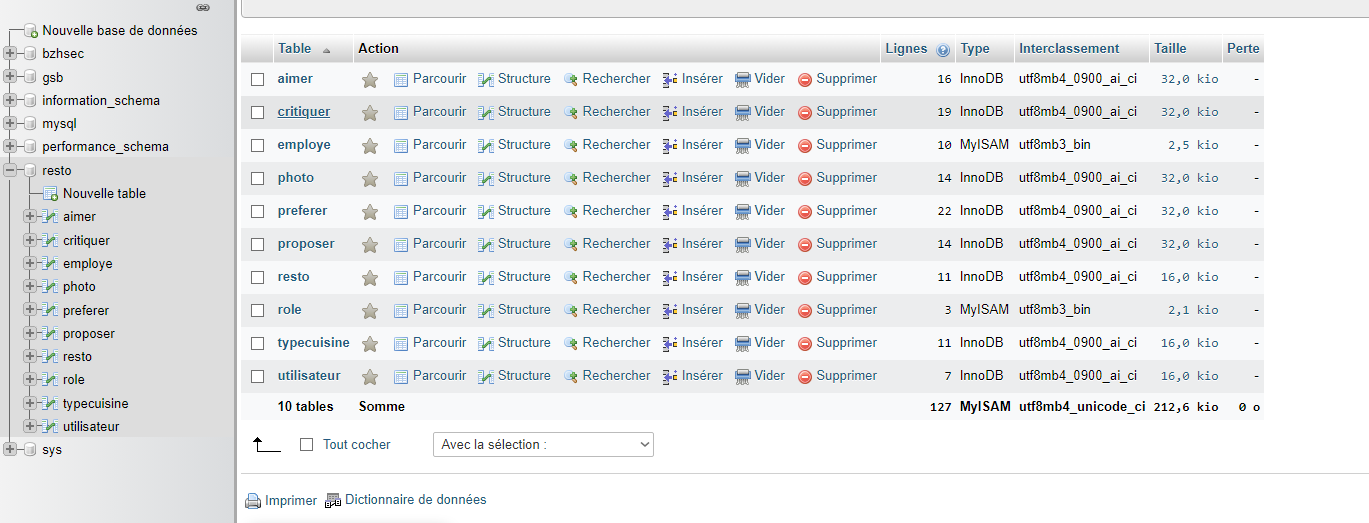 Nouvelle base de données
bzhsec
gsb
information_schema
mysql
performance_schema
resto
Nouvelle table
aimer
critiquer
employe
photo
preferer
proposer
resto
role
typecuisine
utilisateur
sys
Table Action Lignes Type Interclassement Taille Perte
aimer Parcourir Structure Rechercher Insérer Vider Supprimer 16 InnoDB utf8mb4_0900_ai_ci 32,0 kio -
critiquer Parcourir Structure Rechercher Insérer Vider Supprimer 19 InnoDB utf8mb4_0900_ai_ci 32,0 kio -
employe Parcourir Structure Rechercher Insérer Vider Supprimer 10 MyISAM utf8mb3_bin 2,5 kio -
photo Parcourir Structure Rechercher Insérer Vider Supprimer 14 InnoDB utf8mb4_0900_ai_ci 32,0 kio -
preferer Parcourir Structure Rechercher Insérer Vider Supprimer 22 InnoDB utf8mb4_0900_ai_ci 32,0 kio -
proposer Parcourir Structure Rechercher Insérer Vider Supprimer 14 InnoDB utf8mb4_0900_ai_ci 32,0 kio -
resto Parcourir Structure Rechercher Insérer Vider Supprimer 11 InnoDB utf8mb4_0900_ai_ci 16,0 kio -
role Parcourir Structure Rechercher Insérer Vider Supprimer 3 MyISAM utf8mb3_bin 2,1 kio -
typecuisine Parcourir Structure Rechercher Insérer Vider Supprimer 11 InnoDB utf8mb4_0900_ai_ci 16,0 kio -
utilisateur Parcourir Structure Rechercher Insérer Vider Supprimer 7 InnoDB utf8mb4_0900_ai_ci 16,0 kio -
10 tables Somme 127 MyISAM utf8mb4_unicode_ci 212,6 kio 0 o
Tout cocher Avec la sélection :
Imprimer Dictionnaire de données